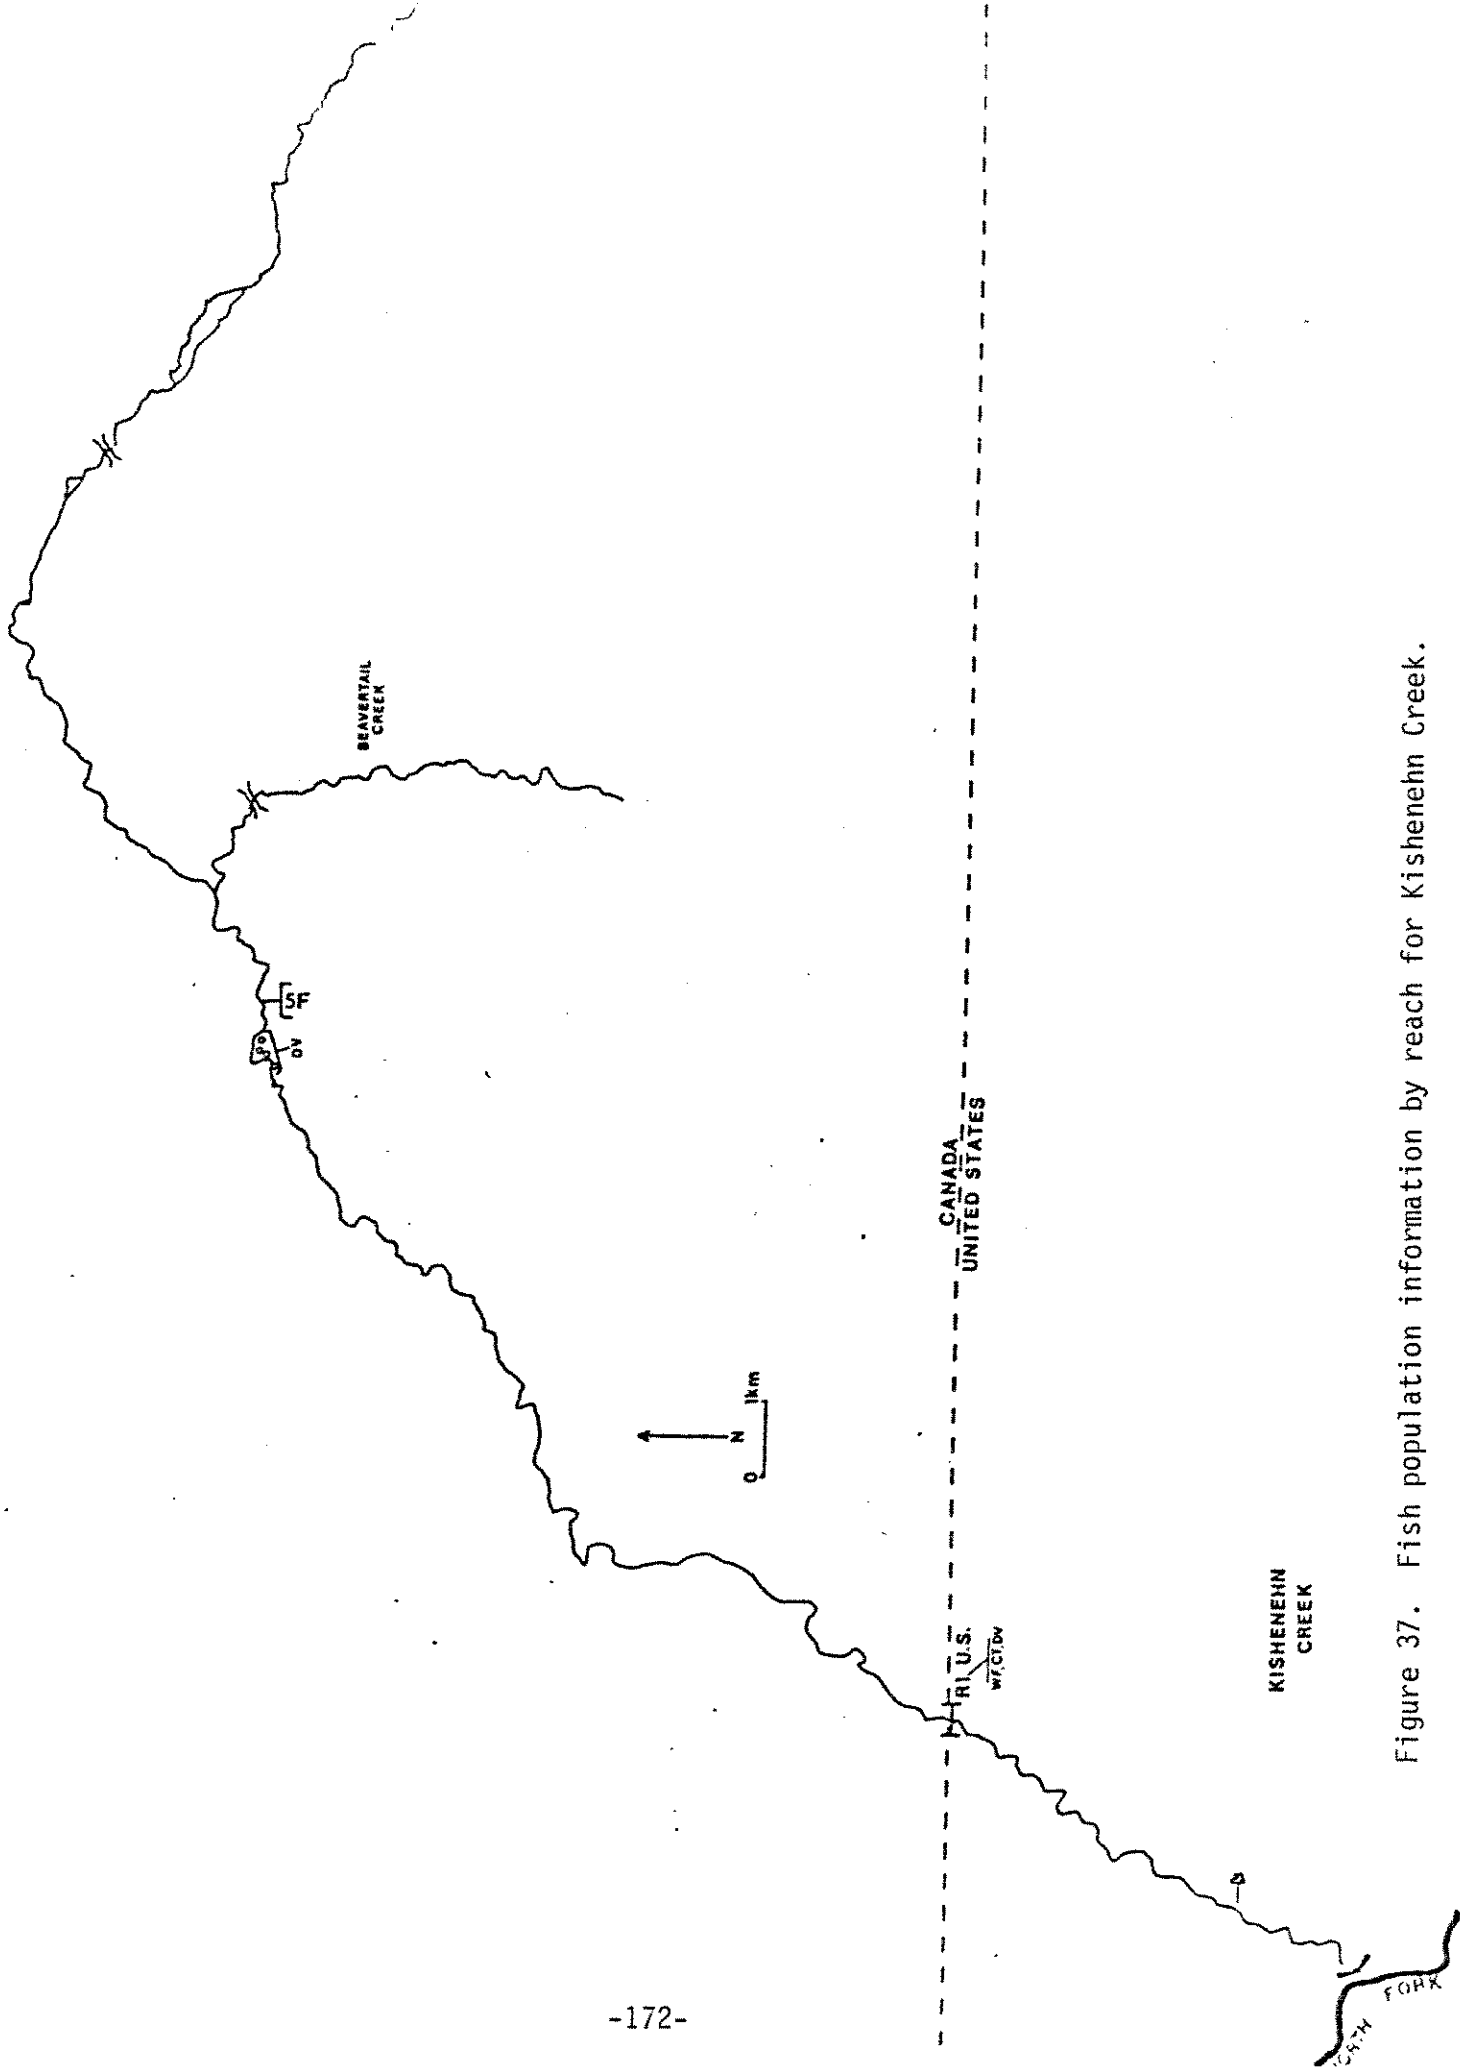 BEAVERTAIL
CREEK
[SF
DV
CANADA
UNITED STATES
N
0 1km
R1 U.S.
WF,CT,DV
KISHENEHN
CREEK
FORK
Figure 37. Fish population information by reach for Kishenehn Creek.
-172-